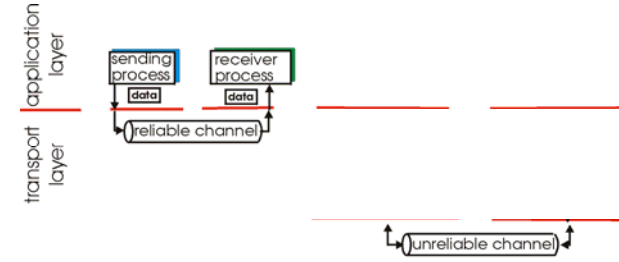 application
layer
sending
process
receiver
process
data
data
reliable channel
transport
layer
unreliable channel